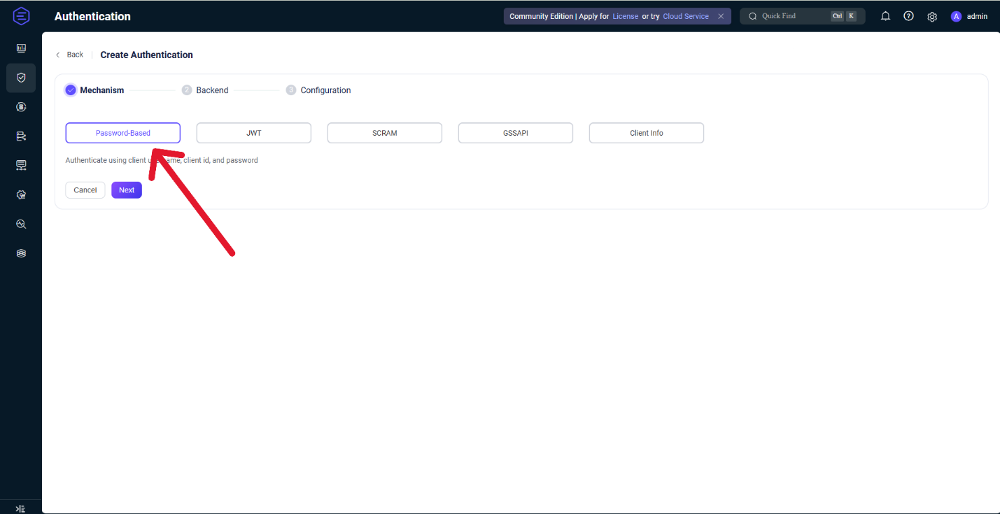 Authentication
Community Edition | Apply for License or try Cloud Service
Quick Find Ctrl K
A admin
Back | Create Authentication
Mechanism 2 Backend 3 Configuration
Password-Based JWT SCRAM GSSAPI Client Info
Authenticate using client username, client id, and password
Cancel Next